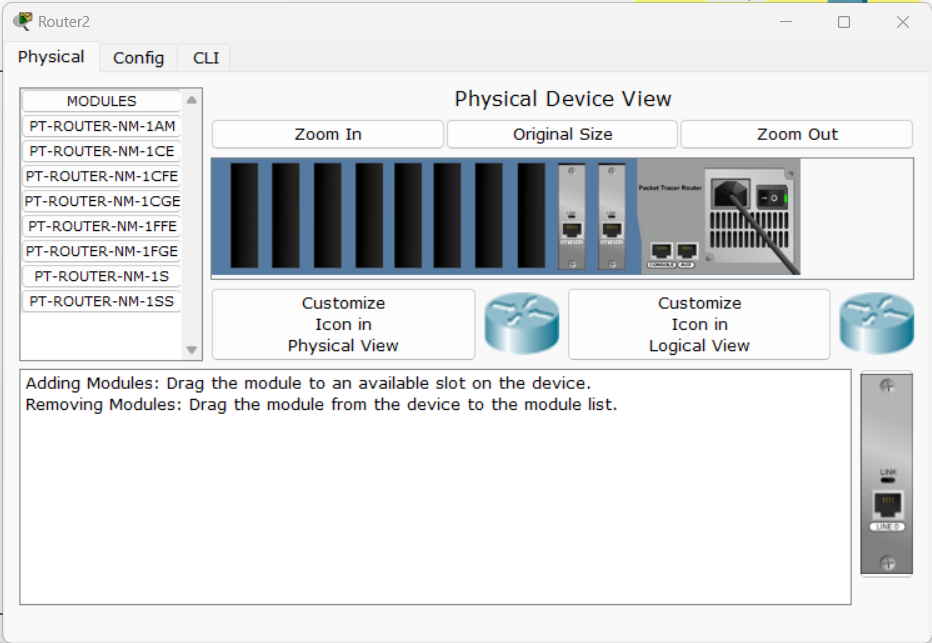 Router2
Physical
Config
CLI
MODULES
PT-ROUTER-NM-1AM
PT-ROUTER-NM-1CE
PT-ROUTER-NM-1CFE
PT-ROUTER-NM-1CGE
PT-ROUTER-NM-1FFE
PT-ROUTER-NM-1FGE
PT-ROUTER-NM-1S
PT-ROUTER-NM-1SS
Physical Device View
Zoom In
Original Size
Zoom Out
LINK
LINK
Packet Tracer Router
CONSOLE
AUX
Customize
Icon in
Physical View
Customize
Icon in
Logical View
Adding Modules: Drag the module to an available slot on the device.
Removing Modules: Drag the module from the device to the module list.
LINK
LINE 0